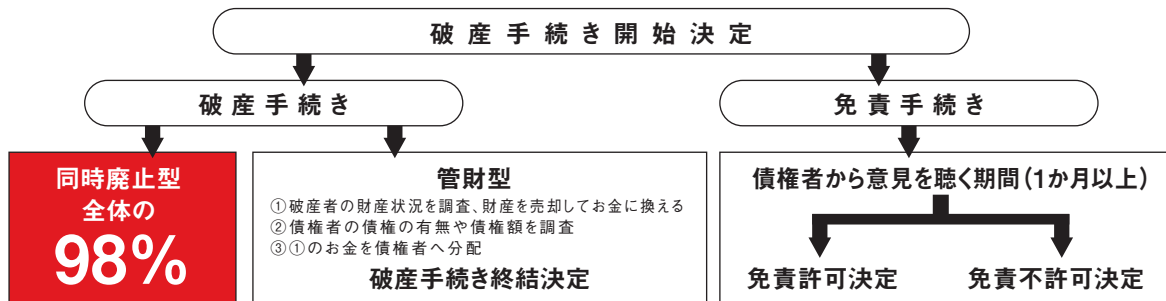 破産手続き開始決定
破産手続き
免責手続き
同時廃止型
全体の
98%
管財型
①破産者の財産状況を調査、財産を売却してお金に換える
②債権者の債権の有無や債権額を調査
③①のお金を債権者へ分配
破産手続き終結決定
債権者から意見を聴く期間(1か月以上)
免責許可決定
免責不許可決定